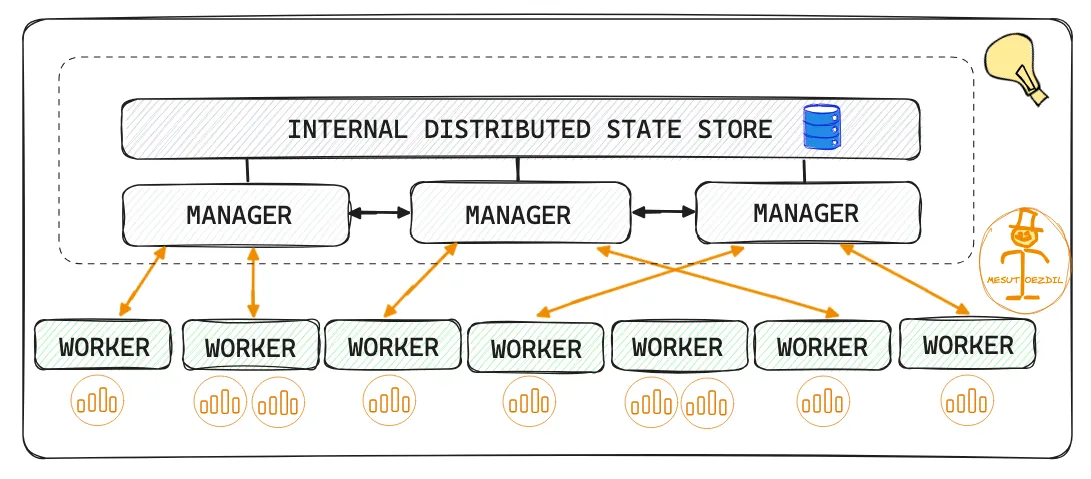 INTERNAL DISTRIBUTED STATE STORE
MANAGER MANAGER MANAGER
MESUT OEZDIL
WORKER WORKER WORKER WORKER WORKER WORKER WORKER